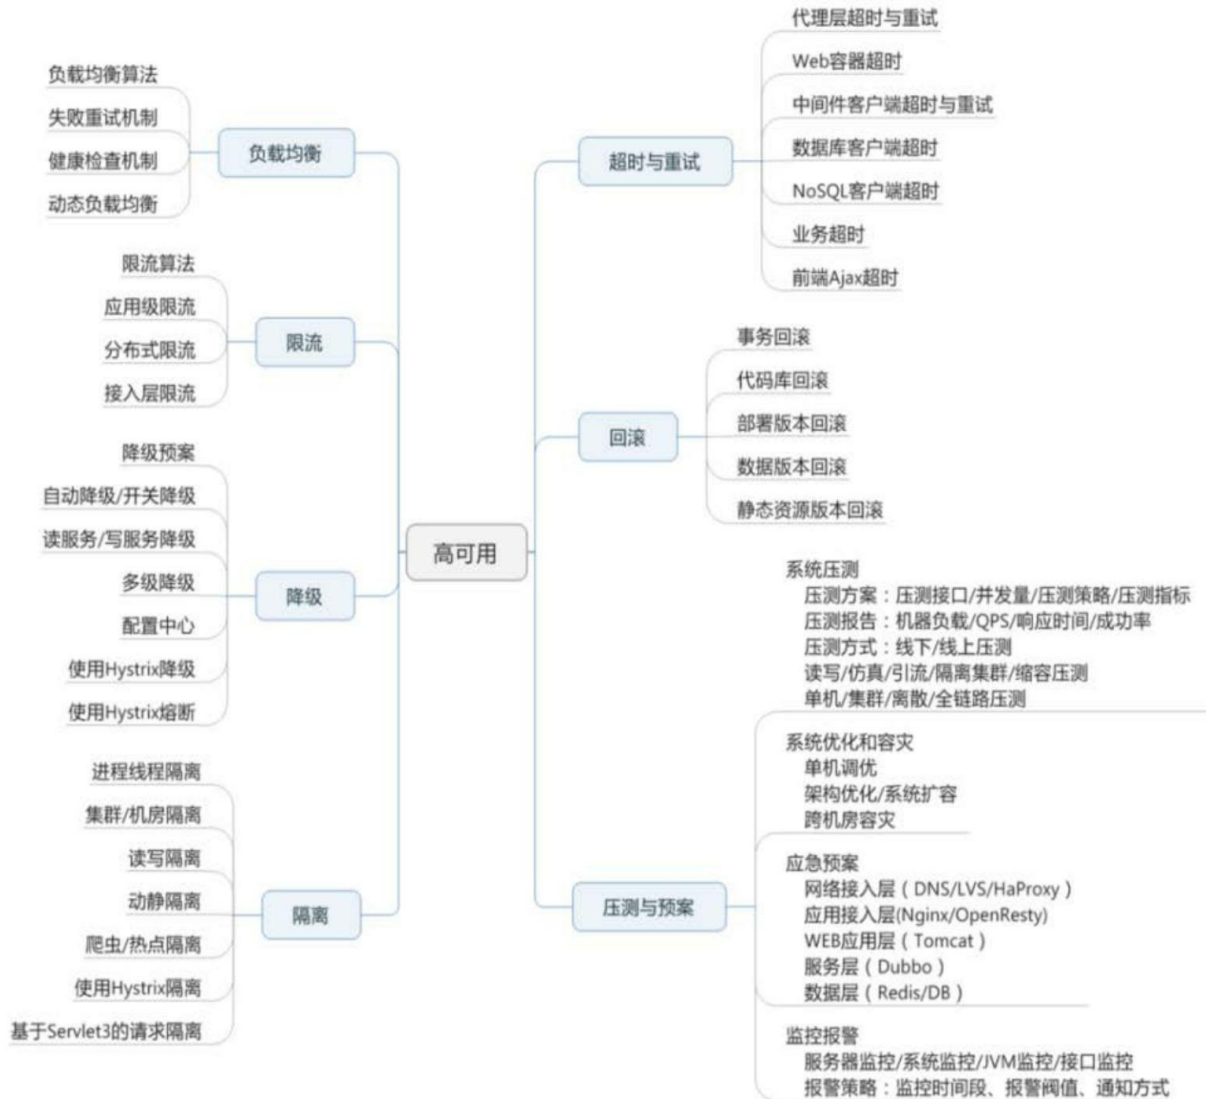 高可用
负载均衡
负载均衡算法
失败重试机制
健康检查机制
动态负载均衡
限流
限流算法
应用级限流
分布式限流
接入层限流
降级
降级预案
自动降级/开关降级
读服务/写服务降级
多级降级
配置中心
使用Hystrix降级
使用Hystrix熔断
隔离
进程线程隔离
集群/机房隔离
读写隔离
动静隔离
爬虫/热点隔离
使用Hystrix隔离
基于Servlet3的请求隔离
超时与重试
代理层超时与重试
Web容器超时
中间件客户端超时与重试
数据库客户端超时
NoSQL客户端超时
业务超时
前端Ajax超时
回滚
事务回滚
代码库回滚
部署版本回滚
数据版本回滚
静态资源版本回滚
压测与预案
系统压测
压测方案：压测接口/并发量/压测策略/压测指标
压测报告：机器负载/QPS/响应时间/成功率
压测方式：线下/线上压测
读写/仿真/引流/隔离集群/缩容压测
单机/集群/离散/全链路压测
系统优化和容灾
单机调优
架构优化/系统扩容
跨机房容灾
应急预案
网络接入层（DNS/LVS/HaProxy）
应用接入层(Nginx/OpenResty)
WEB应用层（Tomcat）
服务层（Dubbo）
数据层（Redis/DB）
监控报警
服务器监控/系统监控/JVM监控/接口监控
报警策略：监控时间段、报警阀值、通知方式